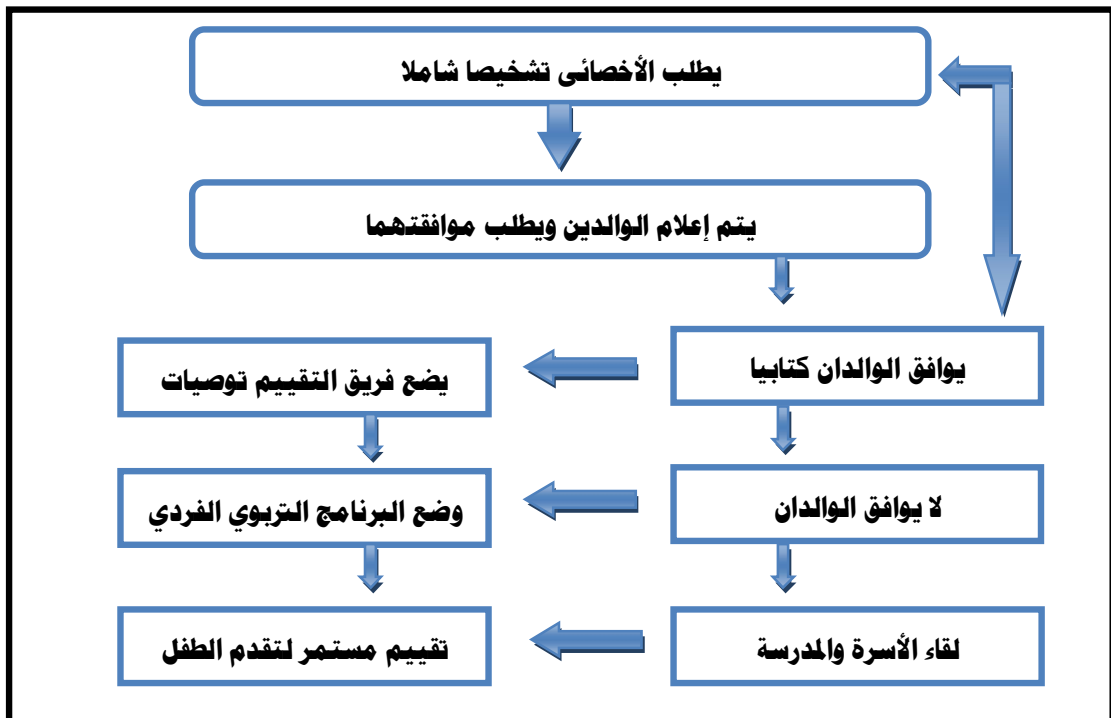 يطلب الأخصائى تشخيصا شاملا
يتم إعلام الوالدين ويطلب موافقتهما
يوافق الوالدان كتابيا
يضع فريق التقييم توصيات
لا يوافق الوالدان
وضع البرنامج التربوي الفردي
لقاء الأسرة والمدرسة
تقييم مستمر لتقدم الطفل